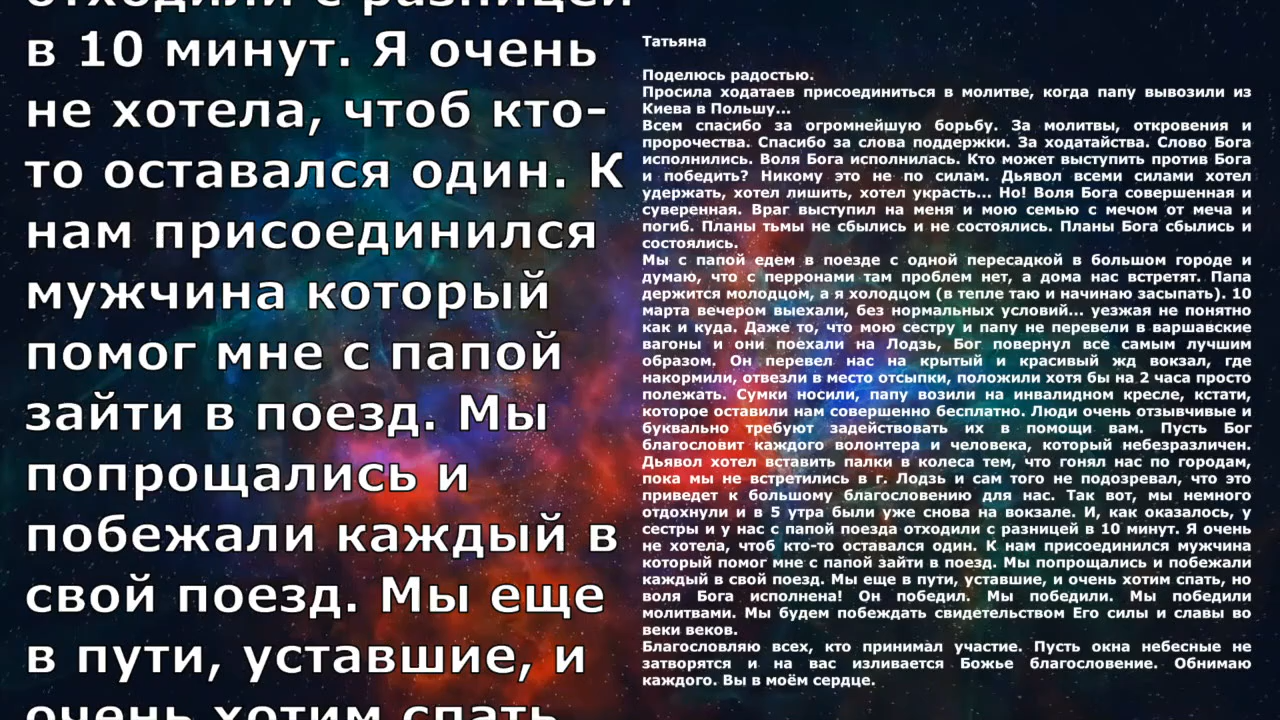 отходили с разницей
в 10 минут. Я очень
не хотела, чтоб кто-
то оставался один. К
нам присоединился
мужчина который
помог мне с папой
зайти в поезд. Мы
попрощались и
побежали каждый в
свой поезд. Мы еще
в пути, уставшие, и
очень хотим спать,
Татьяна
Поделюсь радостью.
Просила ходатаев присоединиться в молитве, когда папу вывозили из
Киева в Польшу...
Всем спасибо за огромнейшую борьбу. За молитвы, откровения и
пророчества. Спасибо за слова поддержки. За ходатайства. Слово Бога
исполнились. Воля Бога исполнилась. Кто может выступить против Бога
и победить? Никому это не по силам. Дьявол всеми силами хотел
удержать, хотел лишить, хотел украсть... Но! Воля Бога совершенная и
суверенная. Враг выступил на меня и мою семью с мечом от меча и
погиб. Планы тьмы не сбылись и не состоялись. Планы Бога сбылись и
состоялись.
Мы с папой едем в поезде с одной пересадкой в большом городе и
думаю, что с перронами там проблем нет, а дома нас встретят. Папа
держится молодцом, а я холодцом (в тепле таю и начинаю засыпать). 10
марта вечером выехали, без нормальных условий... уезжая не понятно
как и куда. Даже то, что мою сестру и папу не перевели в варшавские
вагоны и они поехали на Лодзь, Бог повернул все самым лучшим
образом. Он перевел нас на крытый и красивый жд вокзал, где
накормили, отвезли в место отсыпки, положили хотя бы на 2 часа просто
полежать. Сумки носили, папу возили на инвалидном кресле, кстати,
которое оставили нам совершенно бесплатно. Люди очень отзывчивые и
буквально требуют задействовать их в помощи вам. Пусть Бог
благословит каждого волонтера и человека, который небезразличен.
Дьявол хотел вставить палки в колеса тем, что гонял нас по городам,
пока мы не встретились в г. Лодзь и сам того не подозревал, что это
приведет к большому благословению для нас. Так вот, мы немного
отдохнули и в 5 утра были уже снова на вокзале. И, как оказалось, у
сестры и у нас с папой поезда отходили с разницей в 10 минут. Я очень
не хотела, чтоб кто-то оставался один. К нам присоединился мужчина
который помог мне с папой зайти в поезд. Мы попрощались и побежали
каждый в свой поезд. Мы еще в пути, уставшие, и очень хотим спать, но
воля Бога исполнена! Он победил. Мы победили. Мы победили
молитвами. Мы будем побеждать свидетельством Его силы и славы во
веки веков.
Благословляю всех, кто принимал участие. Пусть окна небесные не
затворятся и на вас изливается Божье благословение. Обнимаю
каждого. Вы в моём сердце.